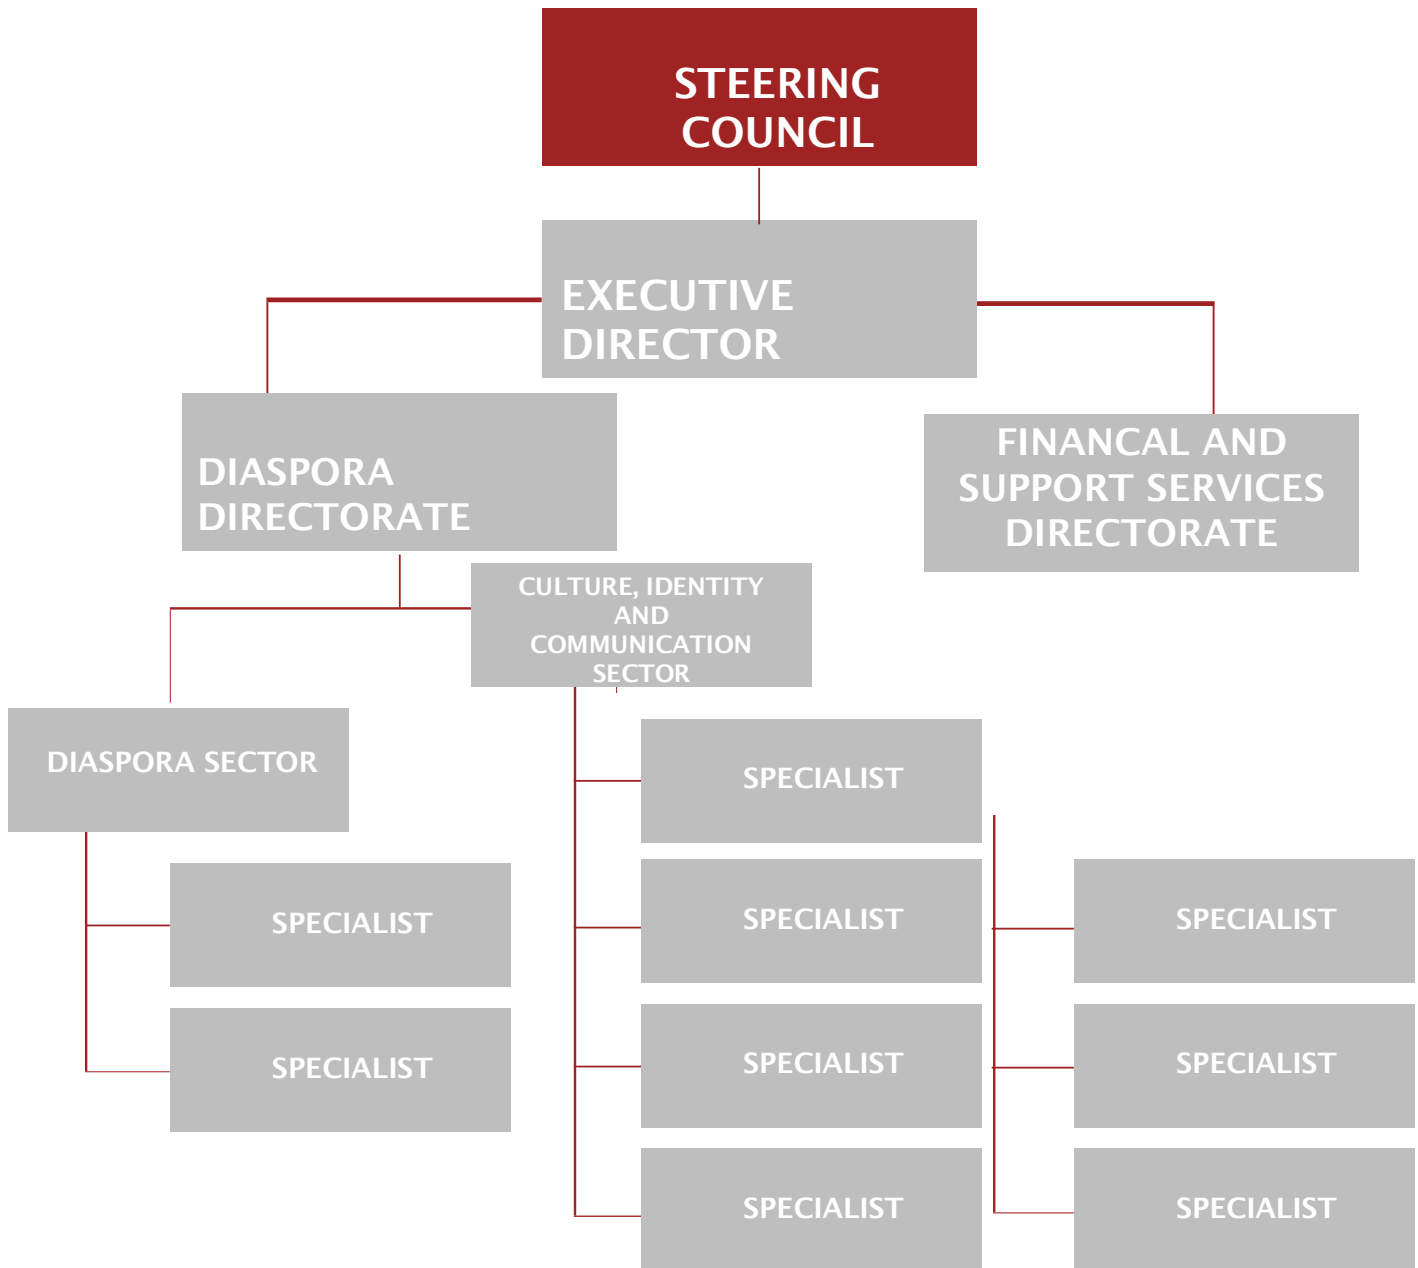 STEERING
COUNCIL
EXECUTIVE
DIRECTOR
DIASPORA
DIRECTORATE
FINANCAL AND
SUPPORT SERVICES
DIRECTORATE
CULTURE, IDENTITY
AND
COMMUNICATION
SECTOR
DIASPORA SECTOR
SPECIALIST
SPECIALIST
SPECIALIST
SPECIALIST
SPECIALIST
SPECIALIST
SPECIALIST
SPECIALIST
SPECIALIST